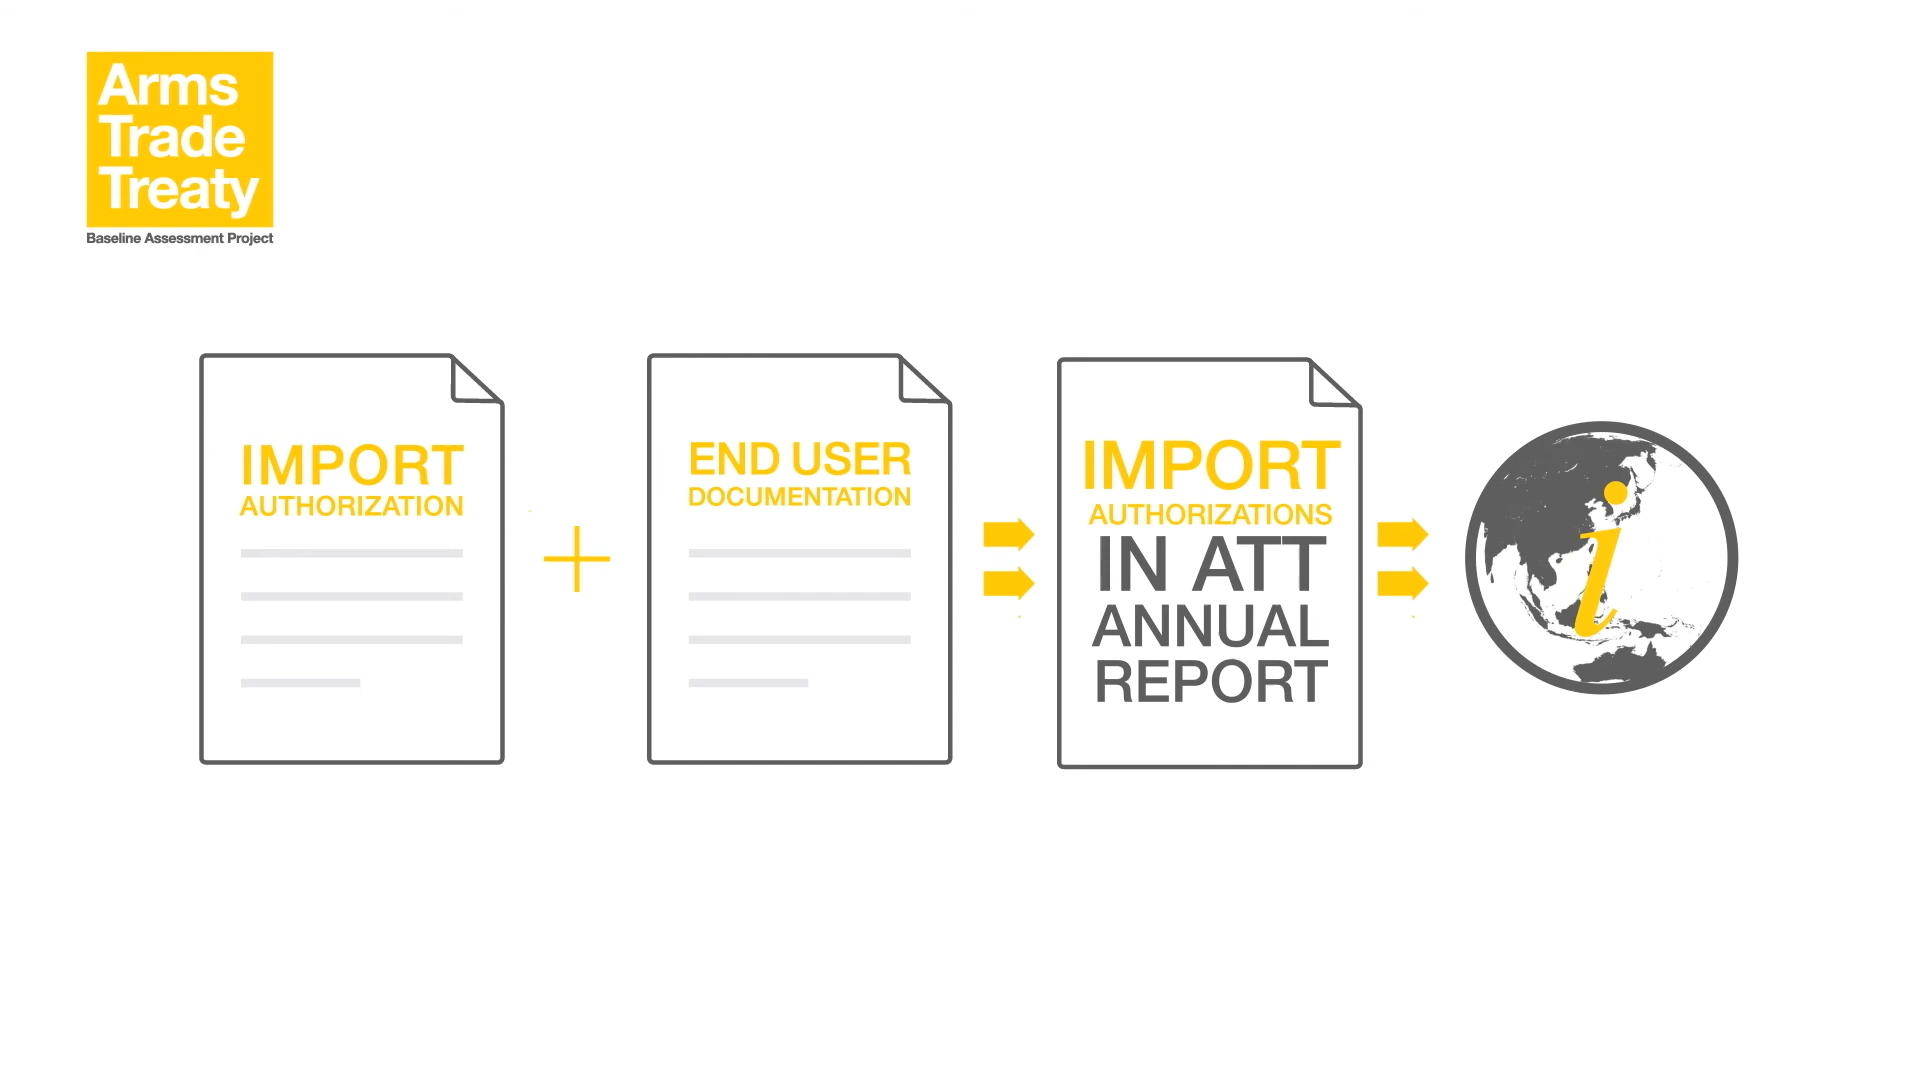 Arms
Trade
Treaty
Baseline Assessment Project
IMPORT
AUTHORIZATION
END USER
DOCUMENTATION
IMPORT
AUTHORIZATIONS
IN ATT
ANNUAL
REPORT
i